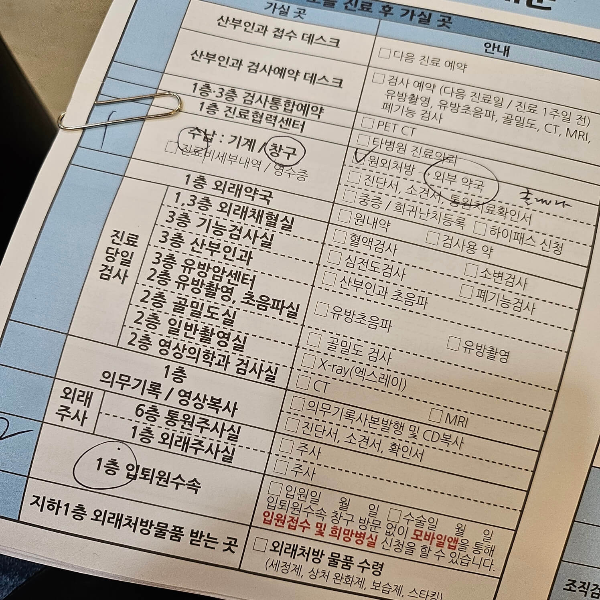 오늘 진료 후 가실 곳
가실 곳
안내
산부인과 접수 데스크
□다음 진료 예약
산부인과 검사예약 데스크
□검사 예약 (다음 진료일 / 진료 1주일 전)
유방촬영, 유방초음파, 골밀도, CT, MRI,
폐기능 검사
1층·3층 검사통합예약
□PET CT
1층 진료협력센터
□타병원 진료의뢰
수납 : 기계 / 창구
□진료비세부내역 / 영수증
원외처방 외부 약국
□진단서, 소견서, 통원치료확인서
□중증 / 희귀난치등록 □하이패스 신청
진료
당일
검사
1층 외래약국
□원내약 □검사용 약
1,3층 외래채혈실
□혈액검사 □소변검사
3층 기능검사실
□심전도검사 □폐기능검사
3층 산부인과
□산부인과 초음파
3층 유방암센터
2층 유방촬영, 초음파실
□유방초음파 □유방촬영
2층 골밀도실
□골밀도 검사
2층 일반촬영실
□X-ray(엑스레이)
2층 영상의학과 검사실
□CT □MRI
1층
의무기록 / 영상복사
□의무기록사본발행 및 CD복사
□진단서, 소견서, 확인서
외래
주사
6층 통원주사실
□주사
1층 외래주사실
□주사
1층 입퇴원수속
□입원일 월 일 □수술일 월 일
입퇴원수속 창구 방문 없이 모바일앱을 통해
입원접수 및 희망병실 신청을 할 수 있습니다.
지하1층 외래처방물품 받는 곳
□외래처방 물품 수령
(세정제, 상처 완화제, 보습제, 스타킹)